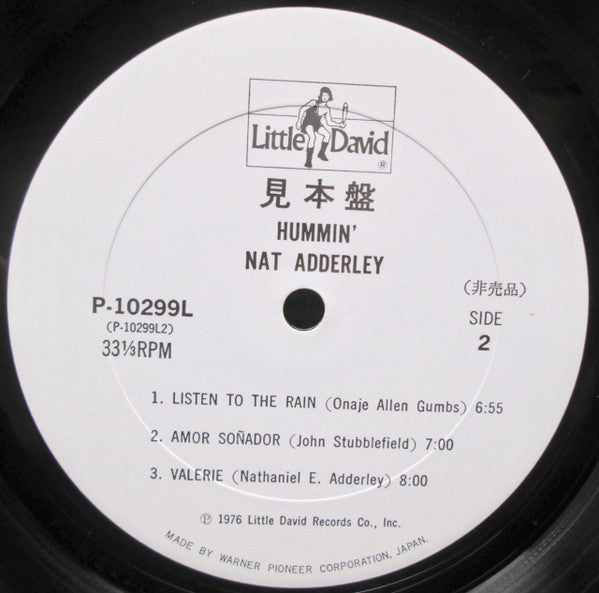 Little David ®
見本盤
HUMMIN'
NAT ADDERLEY
P-10299L
(P-10299L2)
33⅓RPM
(非売品)
SIDE
2
1. LISTEN TO THE RAIN (Onaje Allen Gumbs) 6:55
2. AMOR SOÑADOR (John Stubblefield) 7:00
3. VALERIE (Nathaniel E. Adderley) 8:00
℗ 1976 Little David Records Co., Inc.
MADE BY WARNER PIONEER CORPORATION, JAPAN.